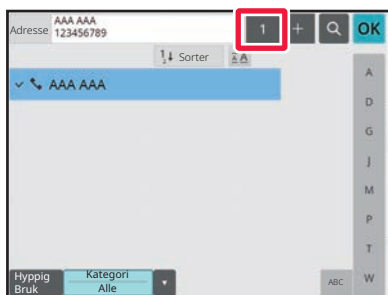 Adresse
AAA AAA
123456789
1
+
OK
Sorter
AAA AAA
A
D
G
J
M
P
T
W
Hyppig
Bruk
Kategori
Alle
ABC